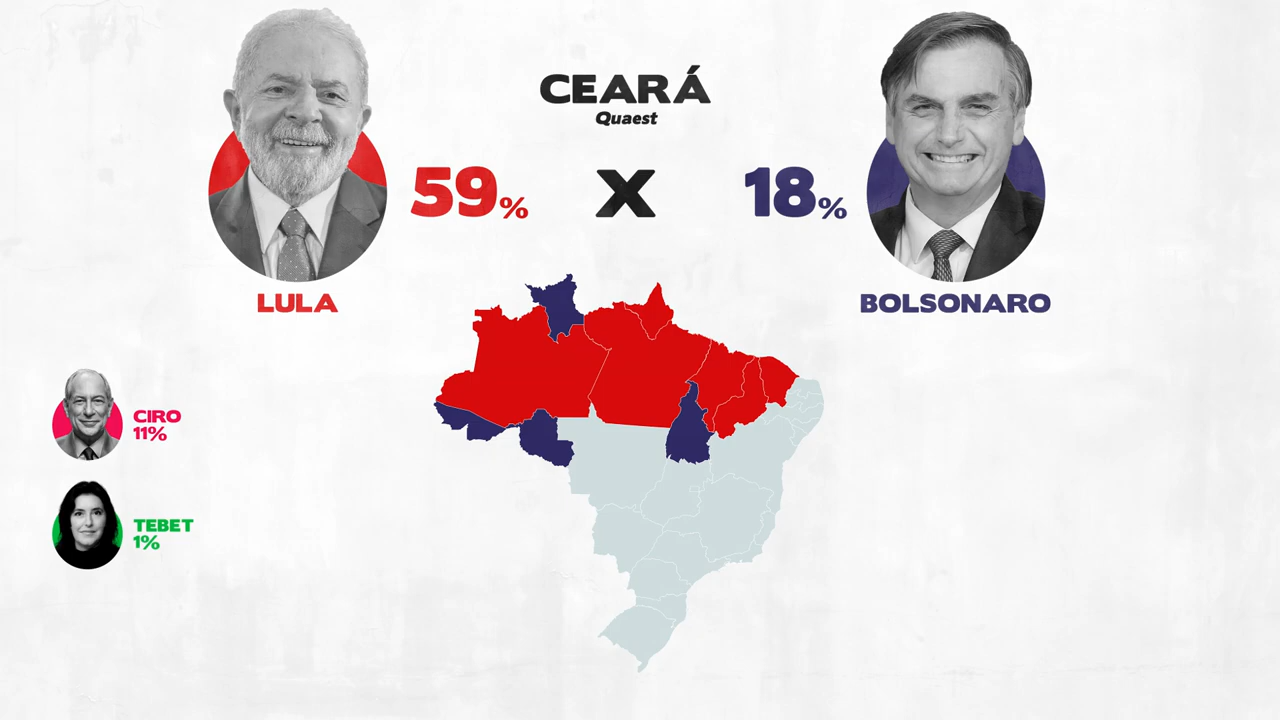 CEARÁ
Quaest
59% X 18%
LULA
BOLSONARO
CIRO
11%
TEBET
1%